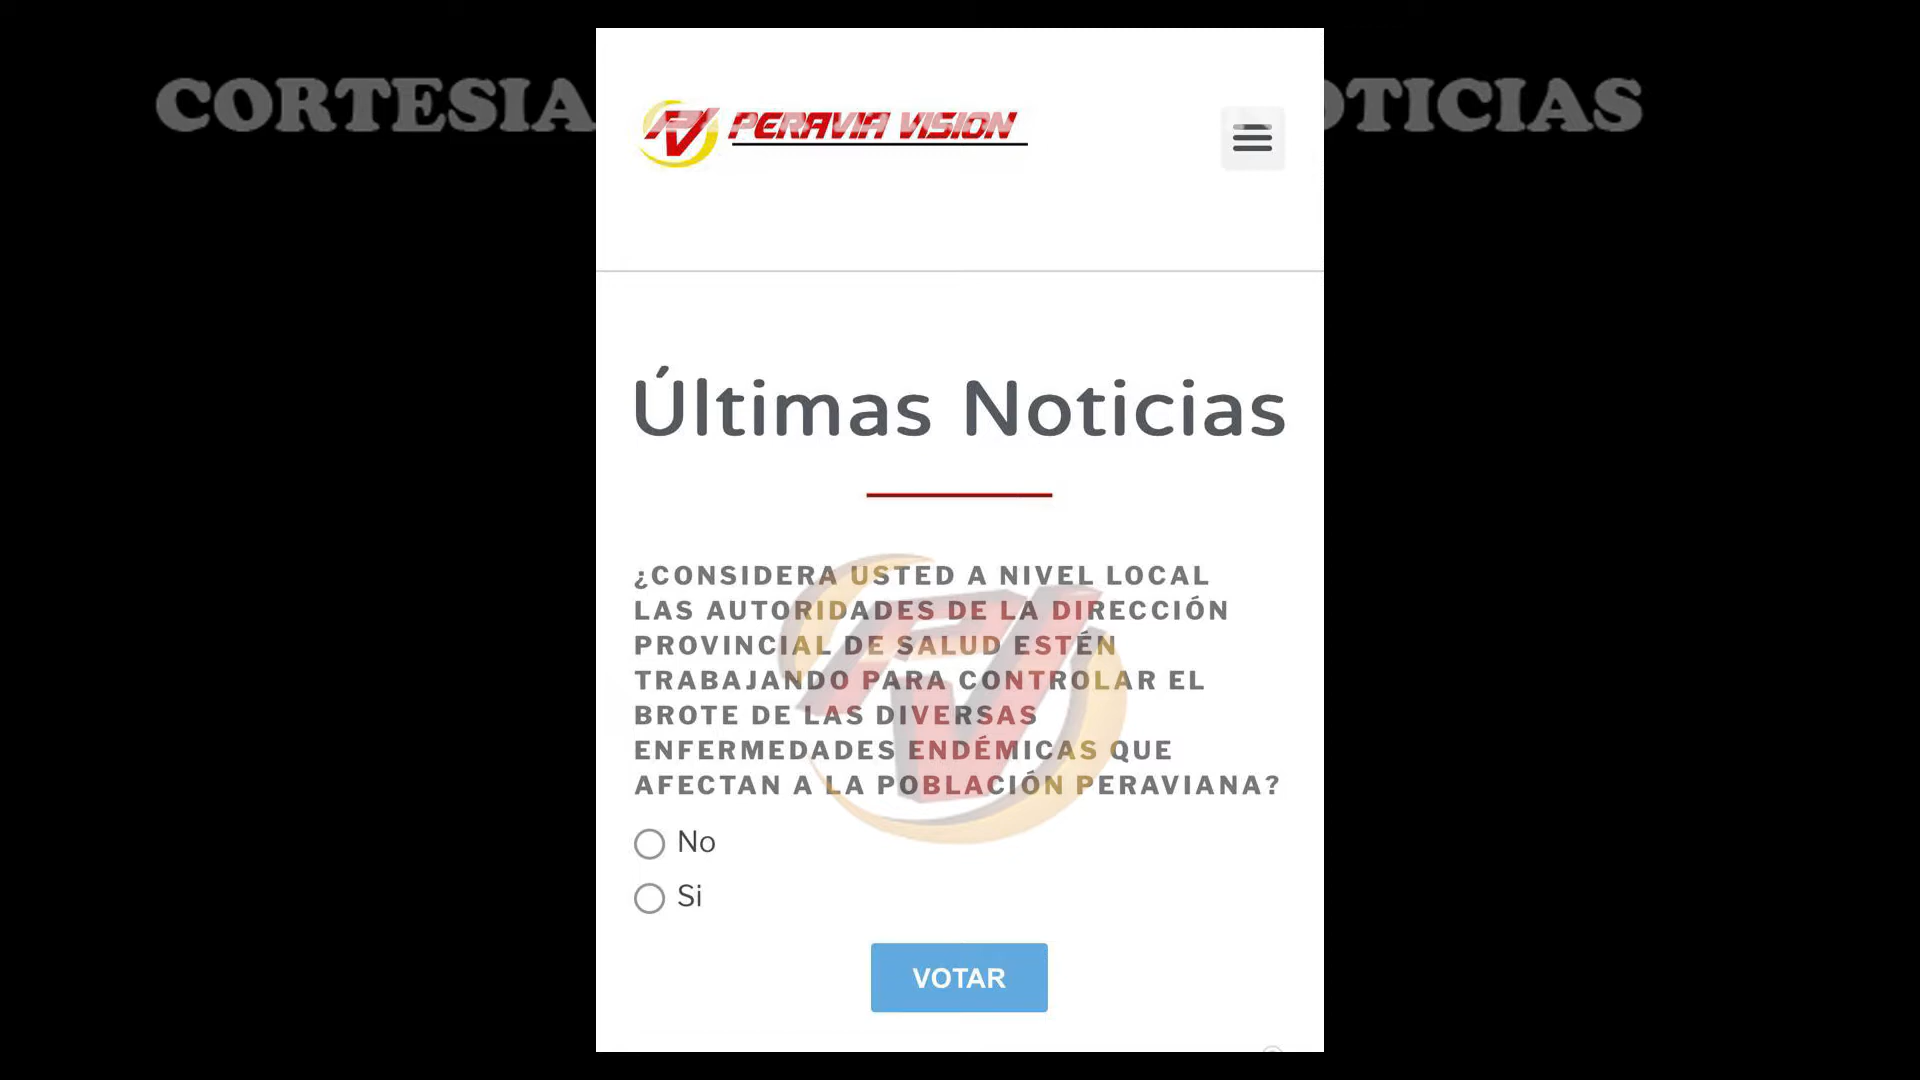 CORTESIA
OTICIAS
PV PERAVIA VISION
Últimas Noticias
¿CONSIDERA USTED A NIVEL LOCAL
LAS AUTORIDADES DE LA DIRECCIÓN
PROVINCIAL DE SALUD ESTÉN
TRABAJANDO PARA CONTROLAR EL
BROTE DE LAS DIVERSAS
ENFERMEDADES ENDÉMICAS QUE
AFECTAN A LA POBLACIÓN PERAVIANA?
No
Si
VOTAR